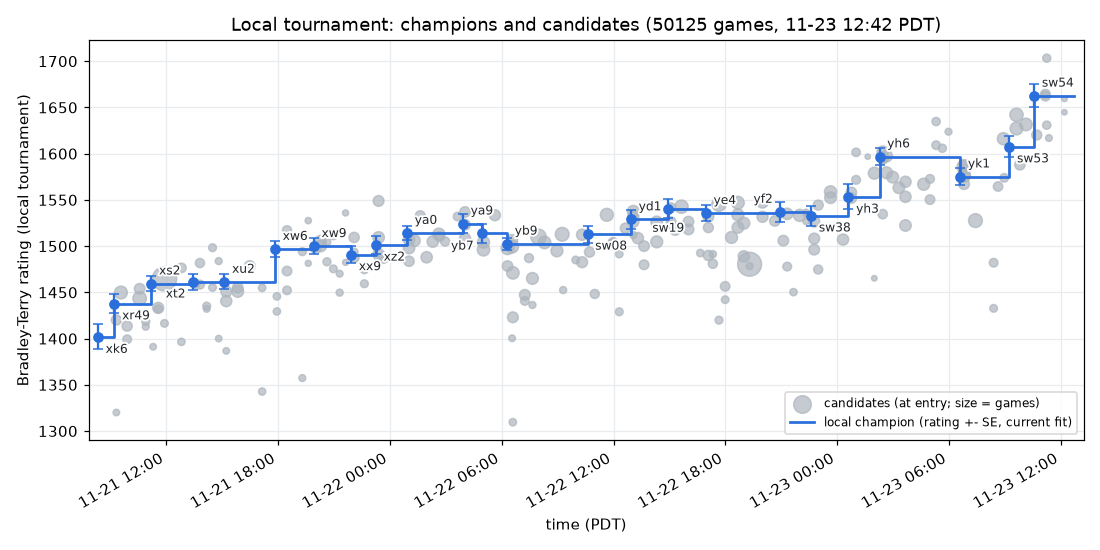 Local tournament: champions and candidates (50125 games, 11-23 12:42 PDT)
Bradley-Terry rating (local tournament)
1700
1650
1600
1550
1500
1450
1400
1350
1300
xk6
xr49
xs2
xt2
xu2
xw6
xw9
xx9
xz2
ya0
yb7
ya9
yb9
sw08
yd1
sw19
ye4
yf2
sw38
yh3
yh6
yk1
sw53
sw54
candidates (at entry; size = games)
local champion (rating +- SE, current fit)
11-21 12:00
11-21 18:00
11-22 00:00
11-22 06:00
11-22 12:00
11-22 18:00
11-23 00:00
11-23 06:00
11-23 12:00
time (PDT)